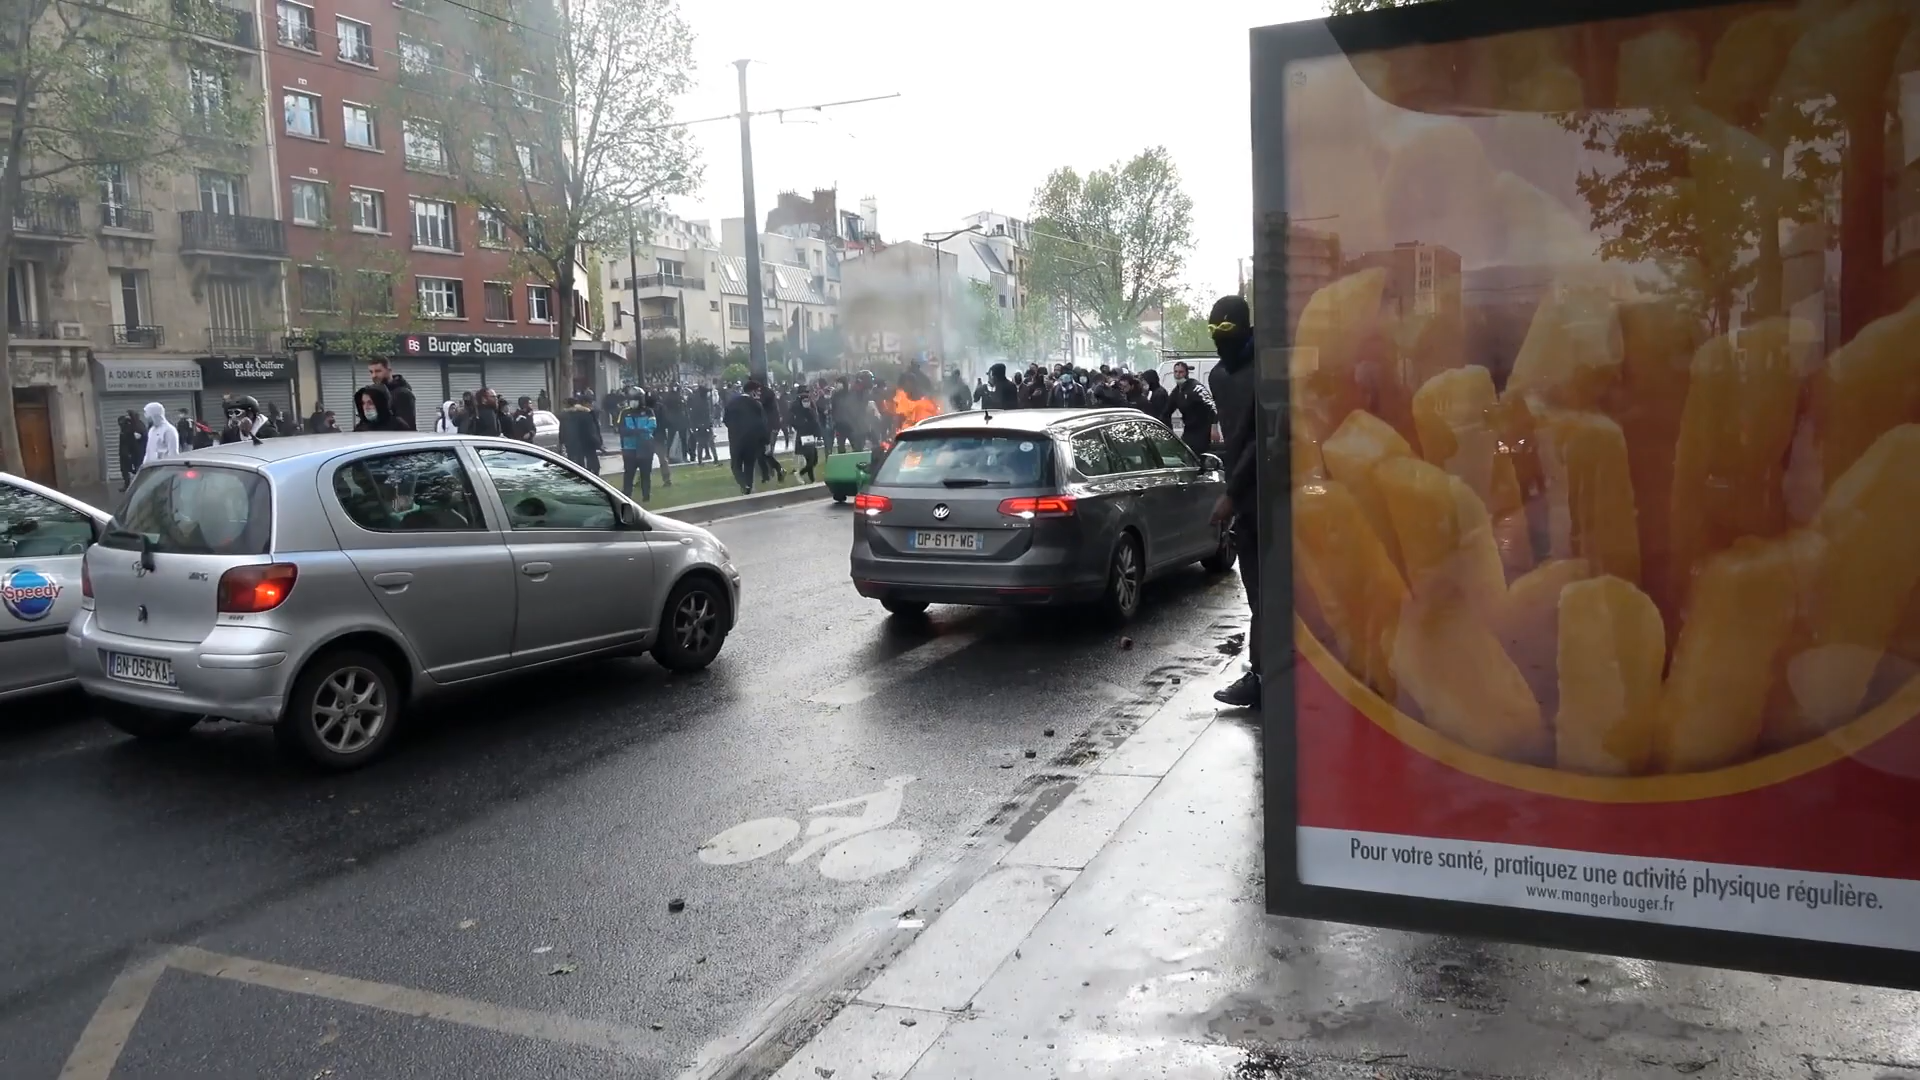 BS Burger Square
A DOMICILE INFIRMIERES
Salon de Coiffure
Esthétique
Speedy
DP-617-WG
BN-056-KA
Pour votre santé, pratiquez une activité physique régulière.
www.mangerbouger.fr